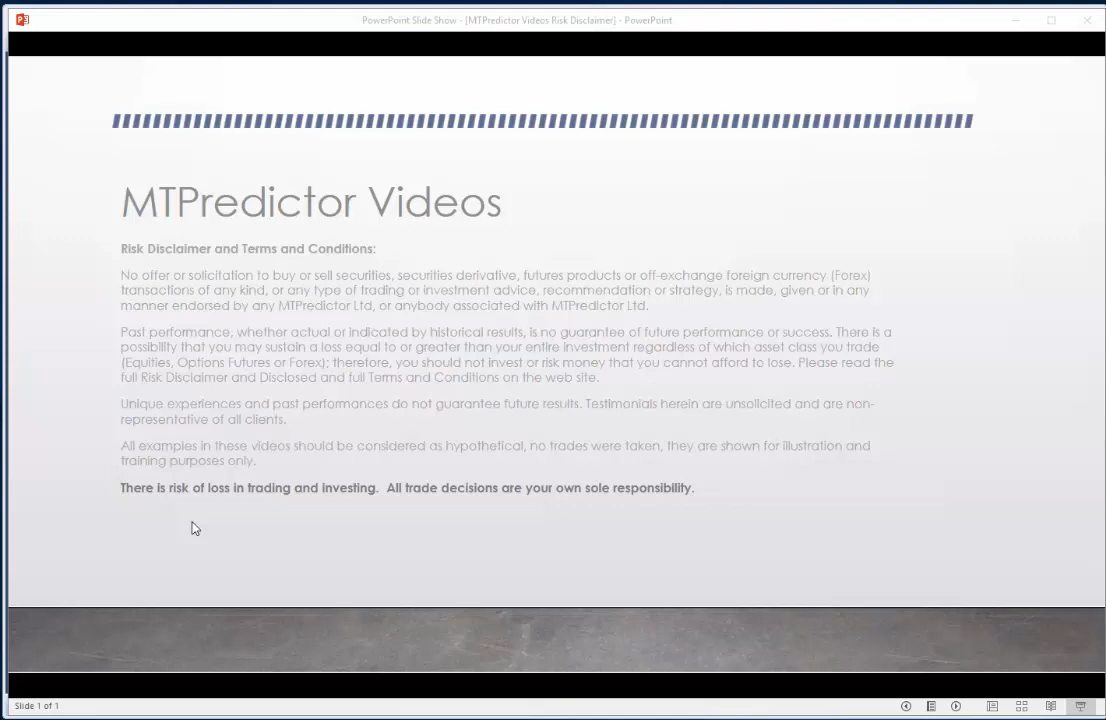 PowerPoint Slide Show - [MTPredictor Videos Risk Disclaimer] - PowerPoint
MTPredictor Videos
Risk Disclaimer and Terms and Conditions:
No offer or solicitation to buy or sell securities, securities derivative, futures products or off-exchange foreign currency (Forex)
transactions of any kind, or any type of trading or investment advice, recommendation or strategy, is made, given or in any
manner endorsed by any MTPredictor Ltd, or anybody associated with MTPredictor Ltd.
Past performance, whether actual or indicated by historical results, is no guarantee of future performance or success. There is a
possibility that you may sustain a loss equal to or greater than your entire investment regardless of which asset class you trade
(Equities, Options Futures or Forex); therefore, you should not invest or risk money that you cannot afford to lose. Please read the
full Risk Disclaimer and Disclosed and full Terms and Conditions on the web site.
Unique experiences and past performances do not guarantee future results. Testimonials herein are unsolicited and are non-
representative of all clients.
All examples in these videos should be considered as hypothetical, no trades were taken, they are shown for illustration and
training purposes only.
There is risk of loss in trading and investing.  All trade decisions are your own sole responsibility.
Slide 1 of 1